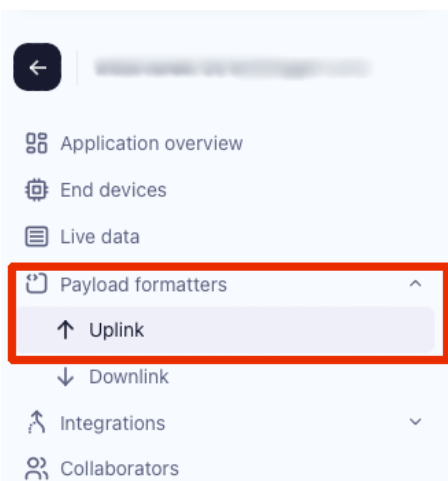 Application overview
End devices
Live data
Payload formatters
Uplink
Downlink
Integrations
Collaborators